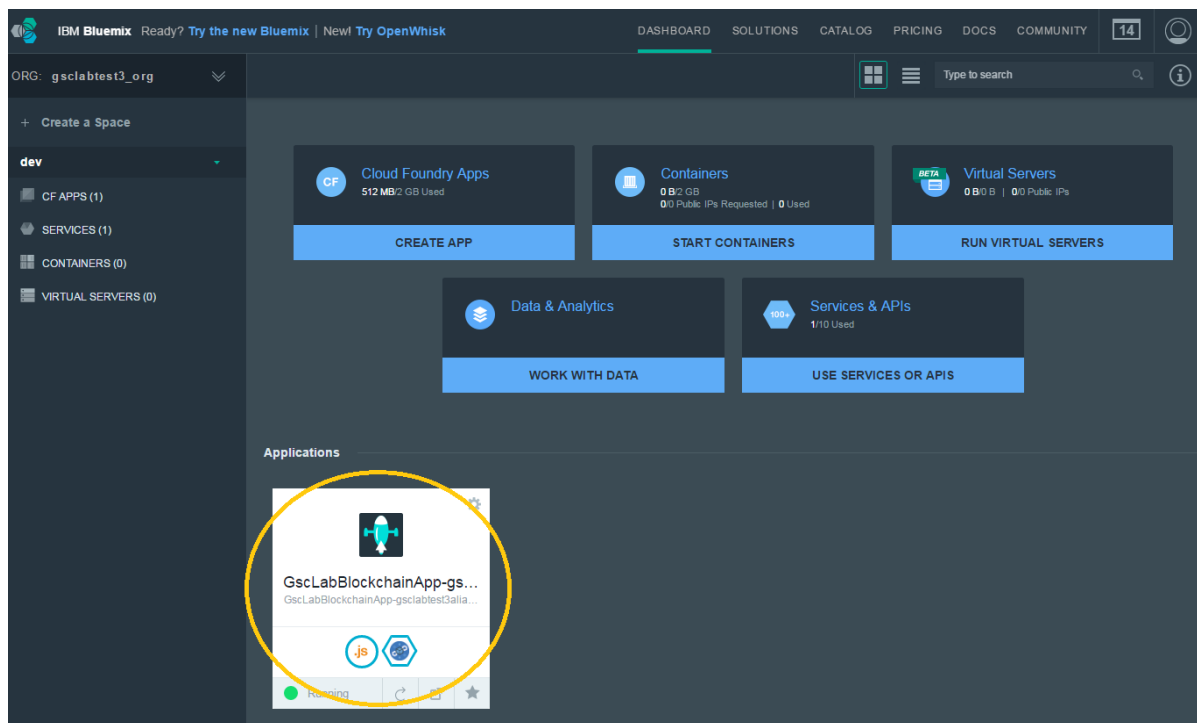 IBM Bluemix Ready? Try the new Bluemix | New! Try OpenWhisk DASHBOARD SOLUTIONS CATALOG PRICING DOCS COMMUNITY 14
ORG: gsclabtest3_org Type to search
+ Create a Space
dev
CF APPS (1)
SERVICES (1)
CONTAINERS (0)
VIRTUAL SERVERS (0)
CF Cloud Foundry Apps
512 MB/2 GB Used
CREATE APP
Containers
0 B/2 GB
0/0 Public IPs Requested | 0 Used
START CONTAINERS
BETA Virtual Servers
0 B/0 B | 0/0 Public IPs
RUN VIRTUAL SERVERS
Data & Analytics
WORK WITH DATA
100+ Services & APIs
1/10 Used
USE SERVICES OR APIS
Applications
GscLabBlockchainApp-gs...
GscLabBlockchainApp-gsclabtest3alia...
.js
Running